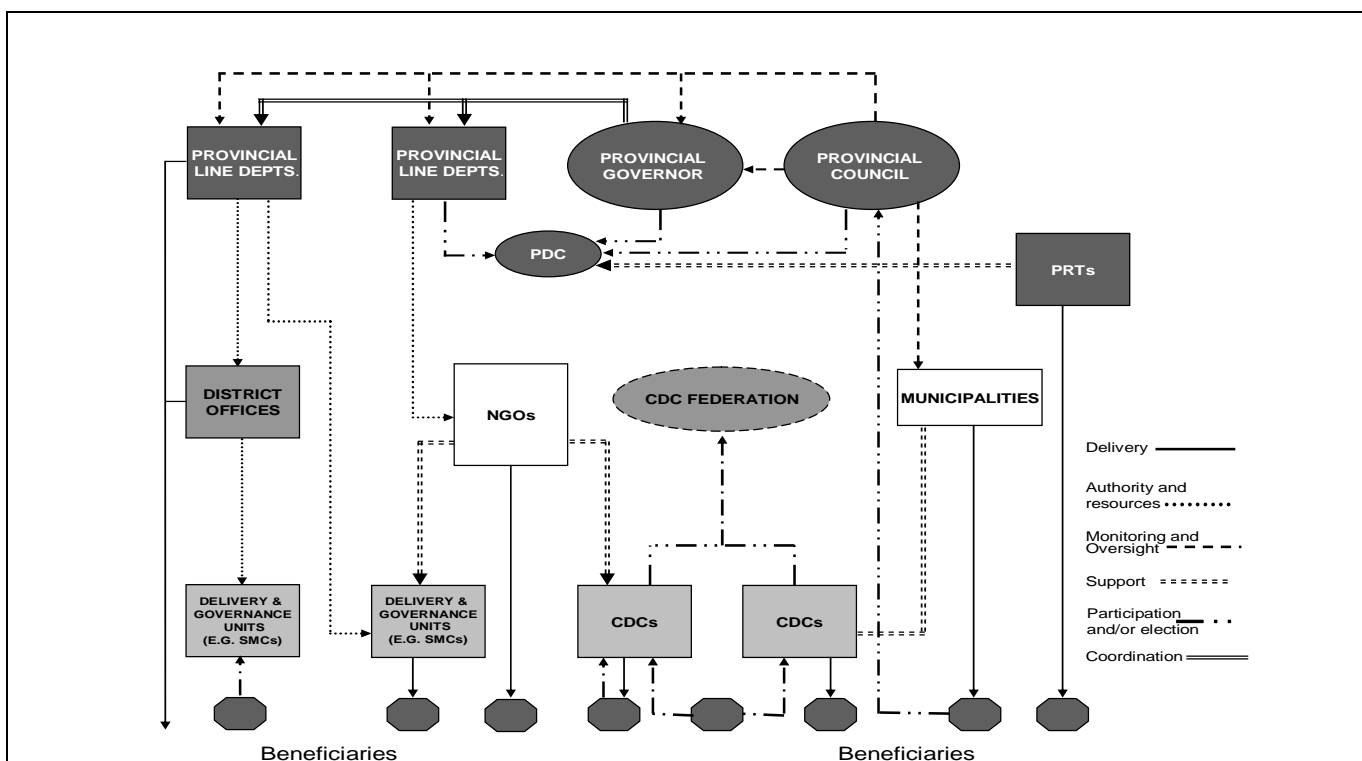 PROVINCIAL
LINE DEPTS.
PROVINCIAL
LINE DEPTS.
PROVINCIAL
GOVERNOR
PROVINCIAL
COUNCIL
PDC
PRTs
DISTRICT
OFFICES
NGOs
CDC FEDERATION
MUNICIPALITIES
Delivery
Authority and
resources
Monitoring and
Oversight
Support
Participation
and/or election
Coordination
DELIVERY &
GOVERNANCE
UNITS
(E.G. SMCs)
DELIVERY &
GOVERNANCE
UNITS
(E.G. SMCs)
CDCs
CDCs
Beneficiaries
Beneficiaries